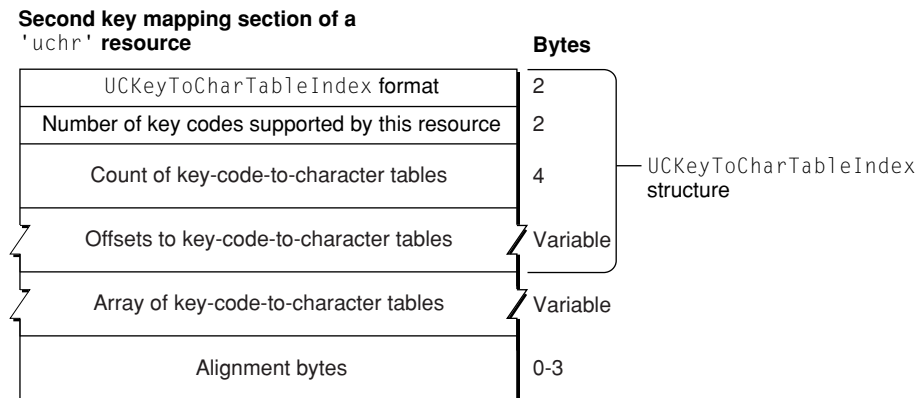 Second key mapping section of a
'uchr' resource
Bytes
UCKeyToCharTableIndex format
2
Number of key codes supported by this resource
2
Count of key-code-to-character tables
4
UCKeyToCharTableIndex
structure
Offsets to key-code-to-character tables
Variable
Array of key-code-to-character tables
Variable
Alignment bytes
0-3